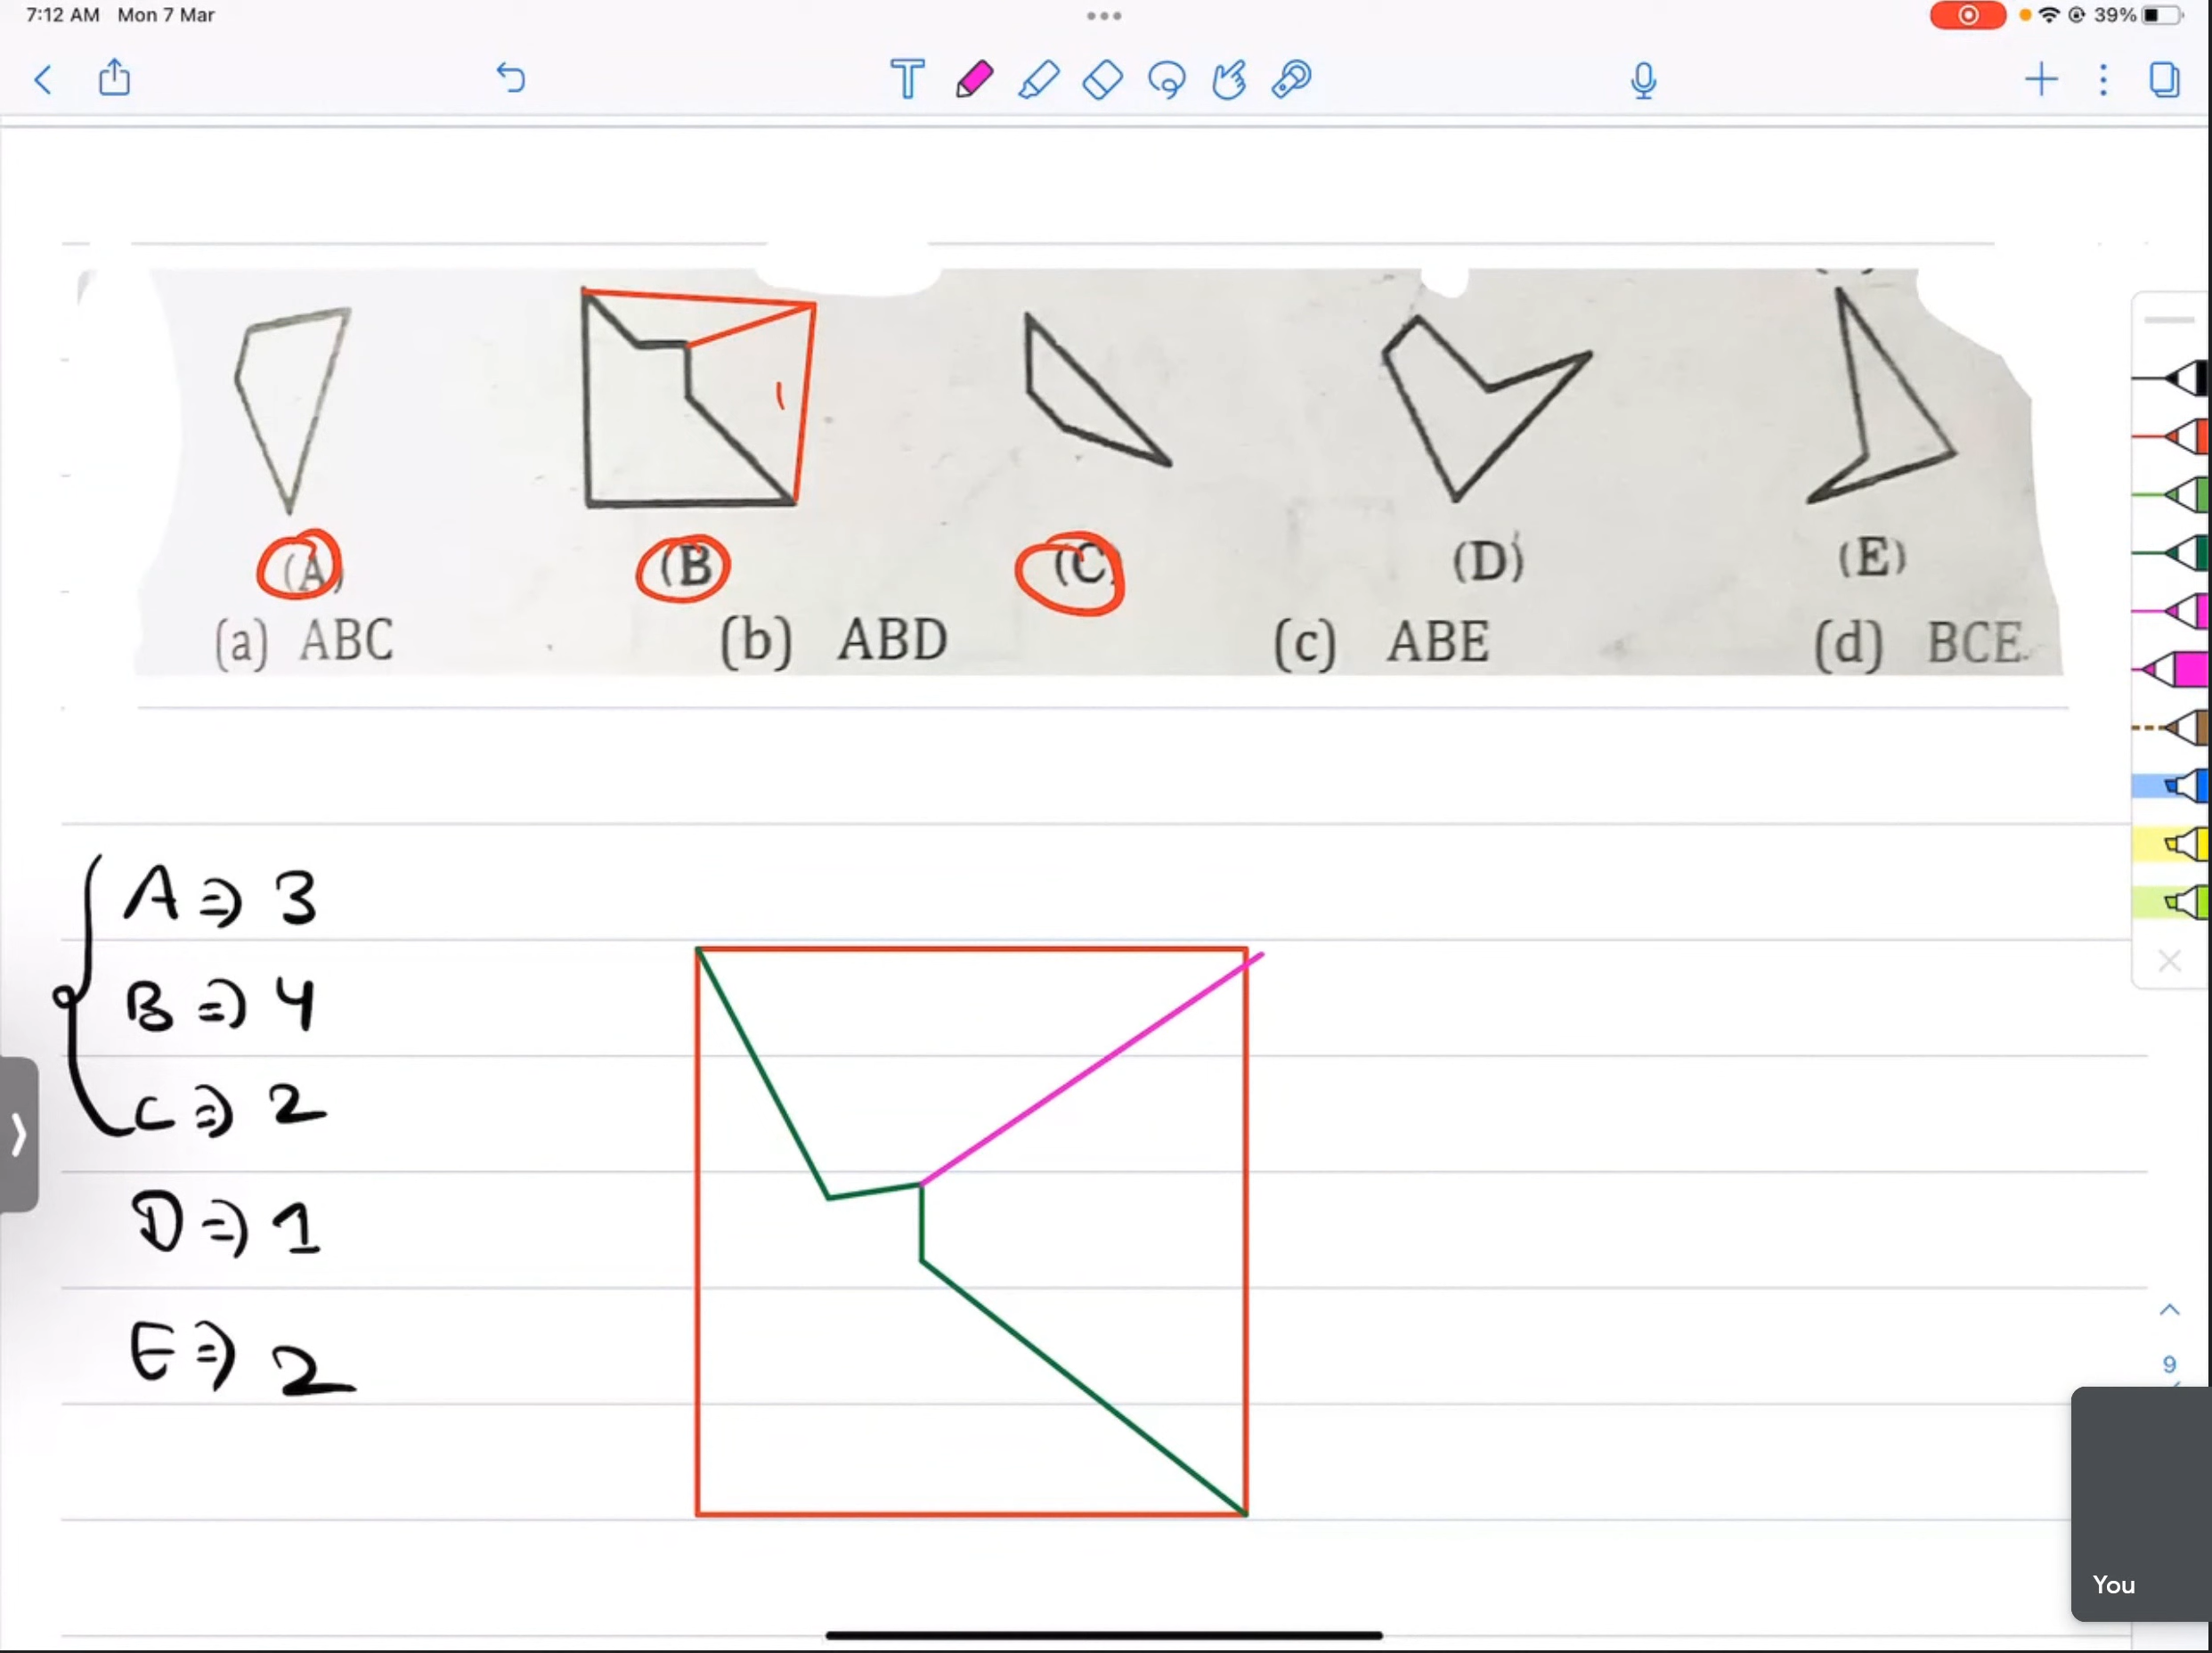 7:12 AM Mon 7 Mar
39%
T
(A) (B) (C) (D) (E)
(a) ABC (b) ABD (c) ABE (d) BCE.
A ⇒ 3
B ⇒ 4
C ⇒ 2
D ⇒ 1
E ⇒ 2
9
You